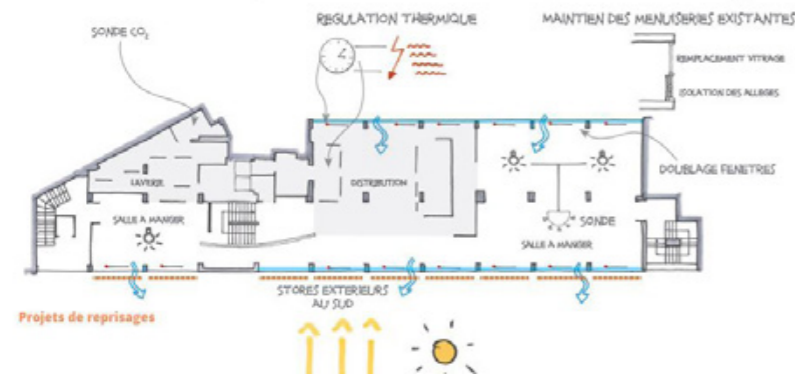 SONDE CO₂
REGULATION THERMIQUE
MAINTIEN DES MENUISERIES EXISTANTES
REMPLACEMENT VITRAGE
ISOLATION DES ALLEGES
DOUBLAGE FENETRES
LAVERIE
DISTRIBUTION
SALLE A MANGER
SONDE
SALLE A MANGER
STORES EXTERIEURS
AU SUD
Projets de reprisages